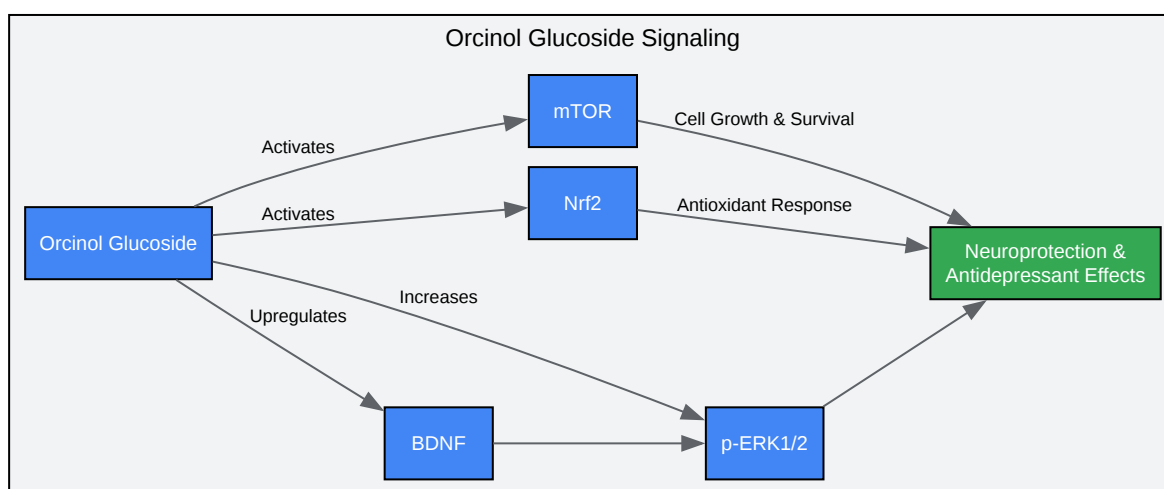 Orcinol Glucoside Signaling
mTOR
Cell Growth & Survival
Activates
Nrf2
Antioxidant Response
Activates
Orcinol Glucoside
Neuroprotection &
Antidepressant Effects
Increases
Upregulates
BDNF
p-ERK1/2